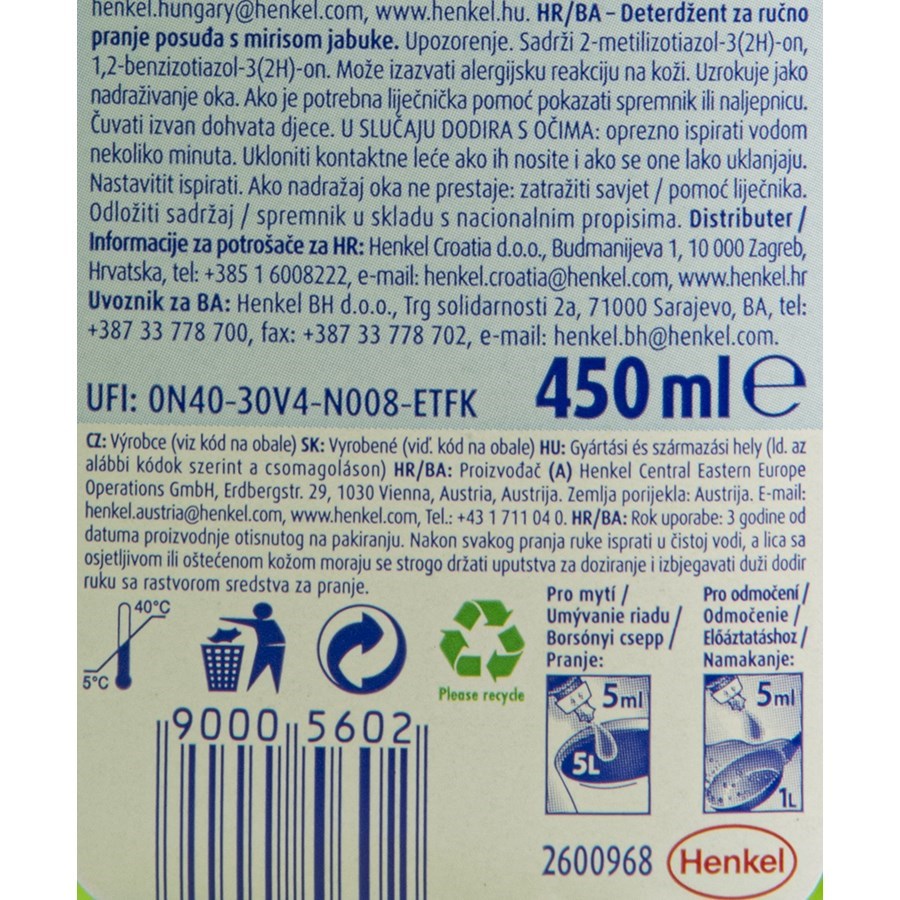 henkel.hungary@henkel.com, www.henkel.hu. HR/BA – Deterdžent za ručno
pranje posuđa s mirisom jabuke. Upozorenje. Sadrži 2-metilizotiazol-3(2H)-on,
1,2-benzizotiazol-3(2H)-on. Može izazvati alergijsku reakciju na koži. Uzrokuje jako
nadraživanje oka. Ako je potrebna liječnička pomoć pokazati spremnik ili naljepnicu.
Čuvati izvan dohvata djece. U SLUČAJU DODIRA S OČIMA: oprezno ispirati vodom
nekoliko minuta. Ukloniti kontaktne leće ako ih nosite i ako se one lako uklanjaju.
Nastavitit ispirati. Ako nadražaj oka ne prestaje: zatražiti savjet / pomoć liječnika.
Odložiti sadržaj / spremnik u skladu s nacionalnim propisima. Distributer /
Informacije za potrošače za HR: Henkel Croatia d.o.o., Budmanijeva 1, 10 000 Zagreb,
Hrvatska, tel: +385 1 6008222, e-mail: henkel.croatia@henkel.com, www.henkel.hr
Uvoznik za BA: Henkel BH d.o.o., Trg solidarnosti 2a, 71000 Sarajevo, BA, tel:
+387 33 778 700, fax: +387 33 778 702, e-mail: henkel.bh@henkel.com.
UFI: 0N40-30V4-N008-ETFK
450 ml ℮
CZ: Výrobce (viz kód na obale) SK: Vyrobené (viď. kód na obale) HU: Gyártási és származási hely (ld. az
alábbi kódok szerint a csomagoláson) HR/BA: Proizvođač (A) Henkel Central Eastern Europe
Operations GmbH, Erdbergstr. 29, 1030 Vienna, Austria, Austrija. Zemlja porijekla: Austrija. E-mail:
henkel.austria@henkel.com, www.henkel.com, Tel.: +43 1 711 04 0. HR/BA: Rok uporabe: 3 godine od
datuma proizvodnje otisnutog na pakiranju. Nakon svakog pranja ruke isprati u čistoj vodi, a lica sa
osjetljivom ili oštećenom kožom moraju se strogo držati uputstva za doziranje i izbjegavati duži dodir
ruku sa rastvorom sredstva za pranje.
40°C
5°C
Please recycle
Pro mytí /
Umývanie riadu /
Borsónyi csepp /
Pranje:
5ml
5L
Pro odmočení /
Odmočenie /
Előáztatáshoz /
Namakanje:
5ml
1L
9000 5602
2600968
Henkel